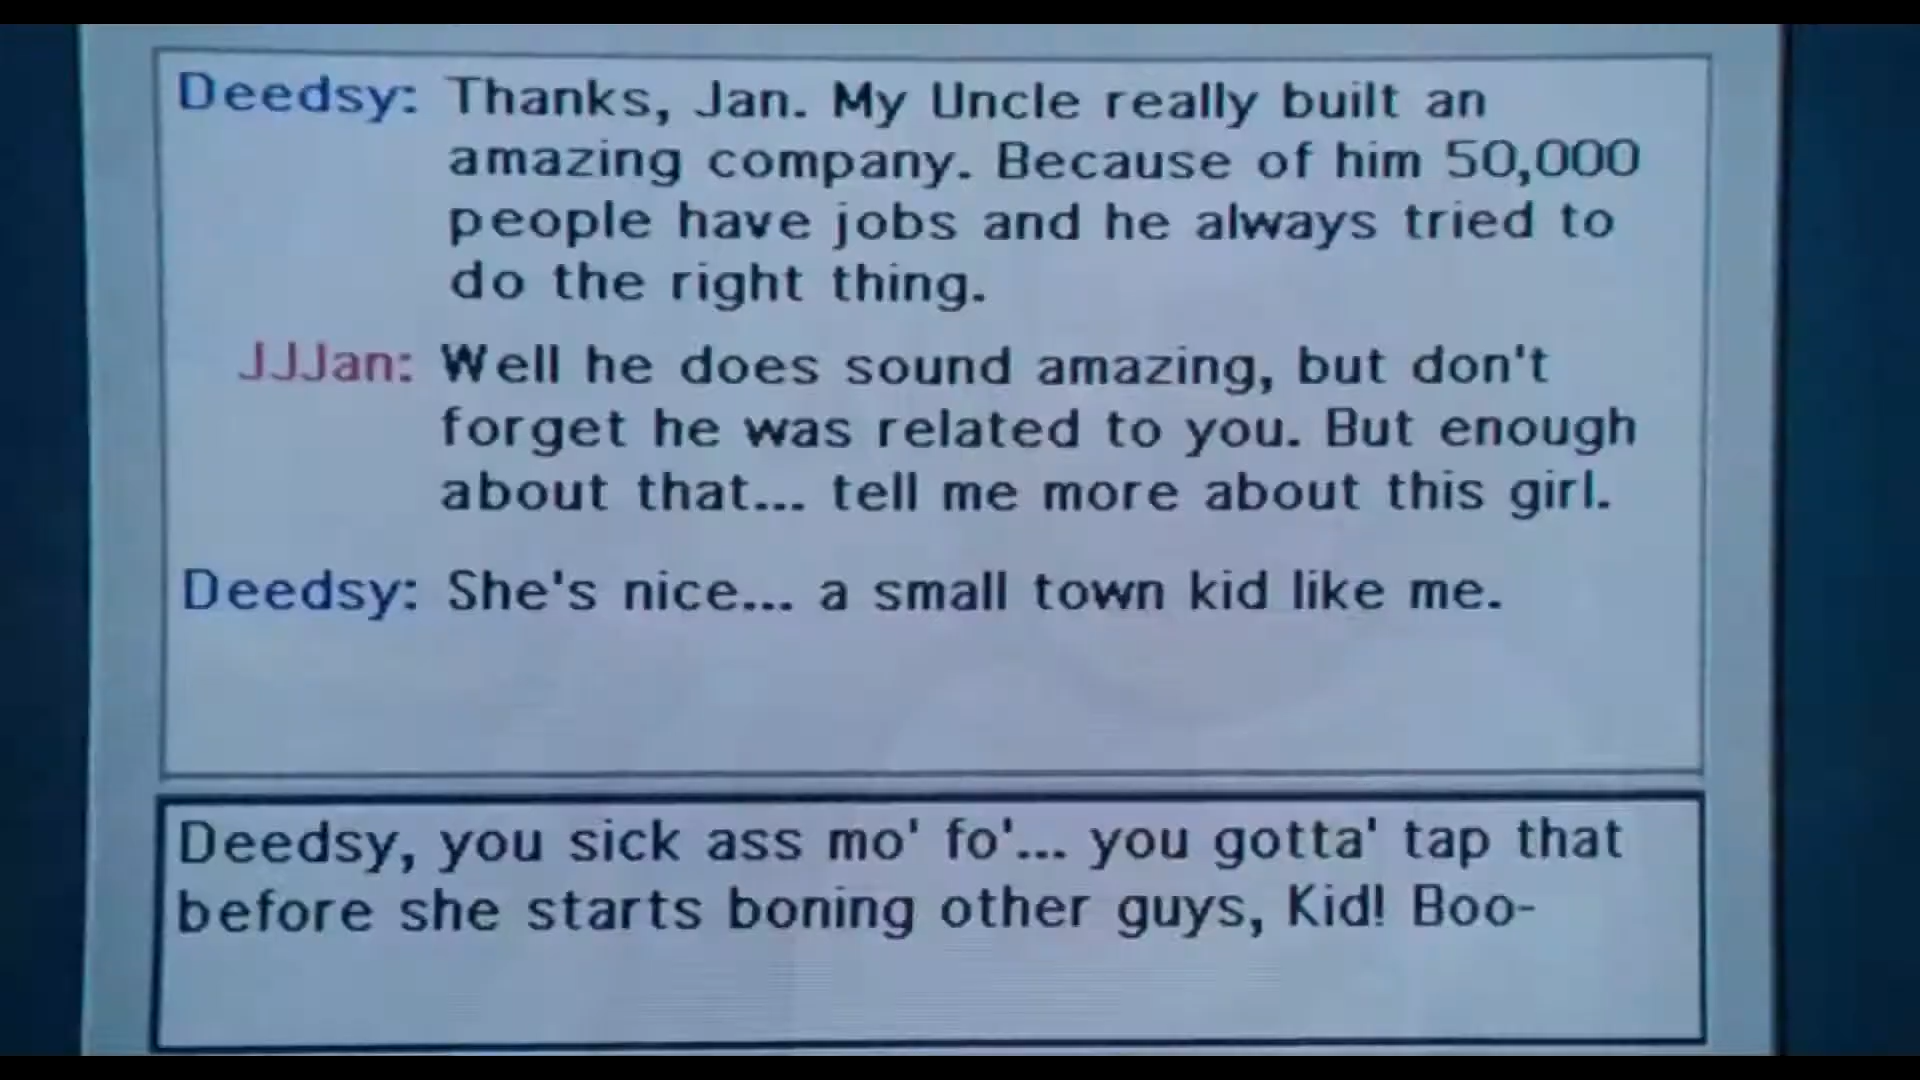 Deedsy: Thanks, Jan. My Uncle really built an
amazing company. Because of him 50,000
people have jobs and he always tried to
do the right thing.
JJJan: Well he does sound amazing, but don't
forget he was related to you. But enough
about that... tell me more about this girl.
Deedsy: She's nice... a small town kid like me.
Deedsy, you sick ass mo' fo'... you gotta' tap that
before she starts boning other guys, Kid! Boo-